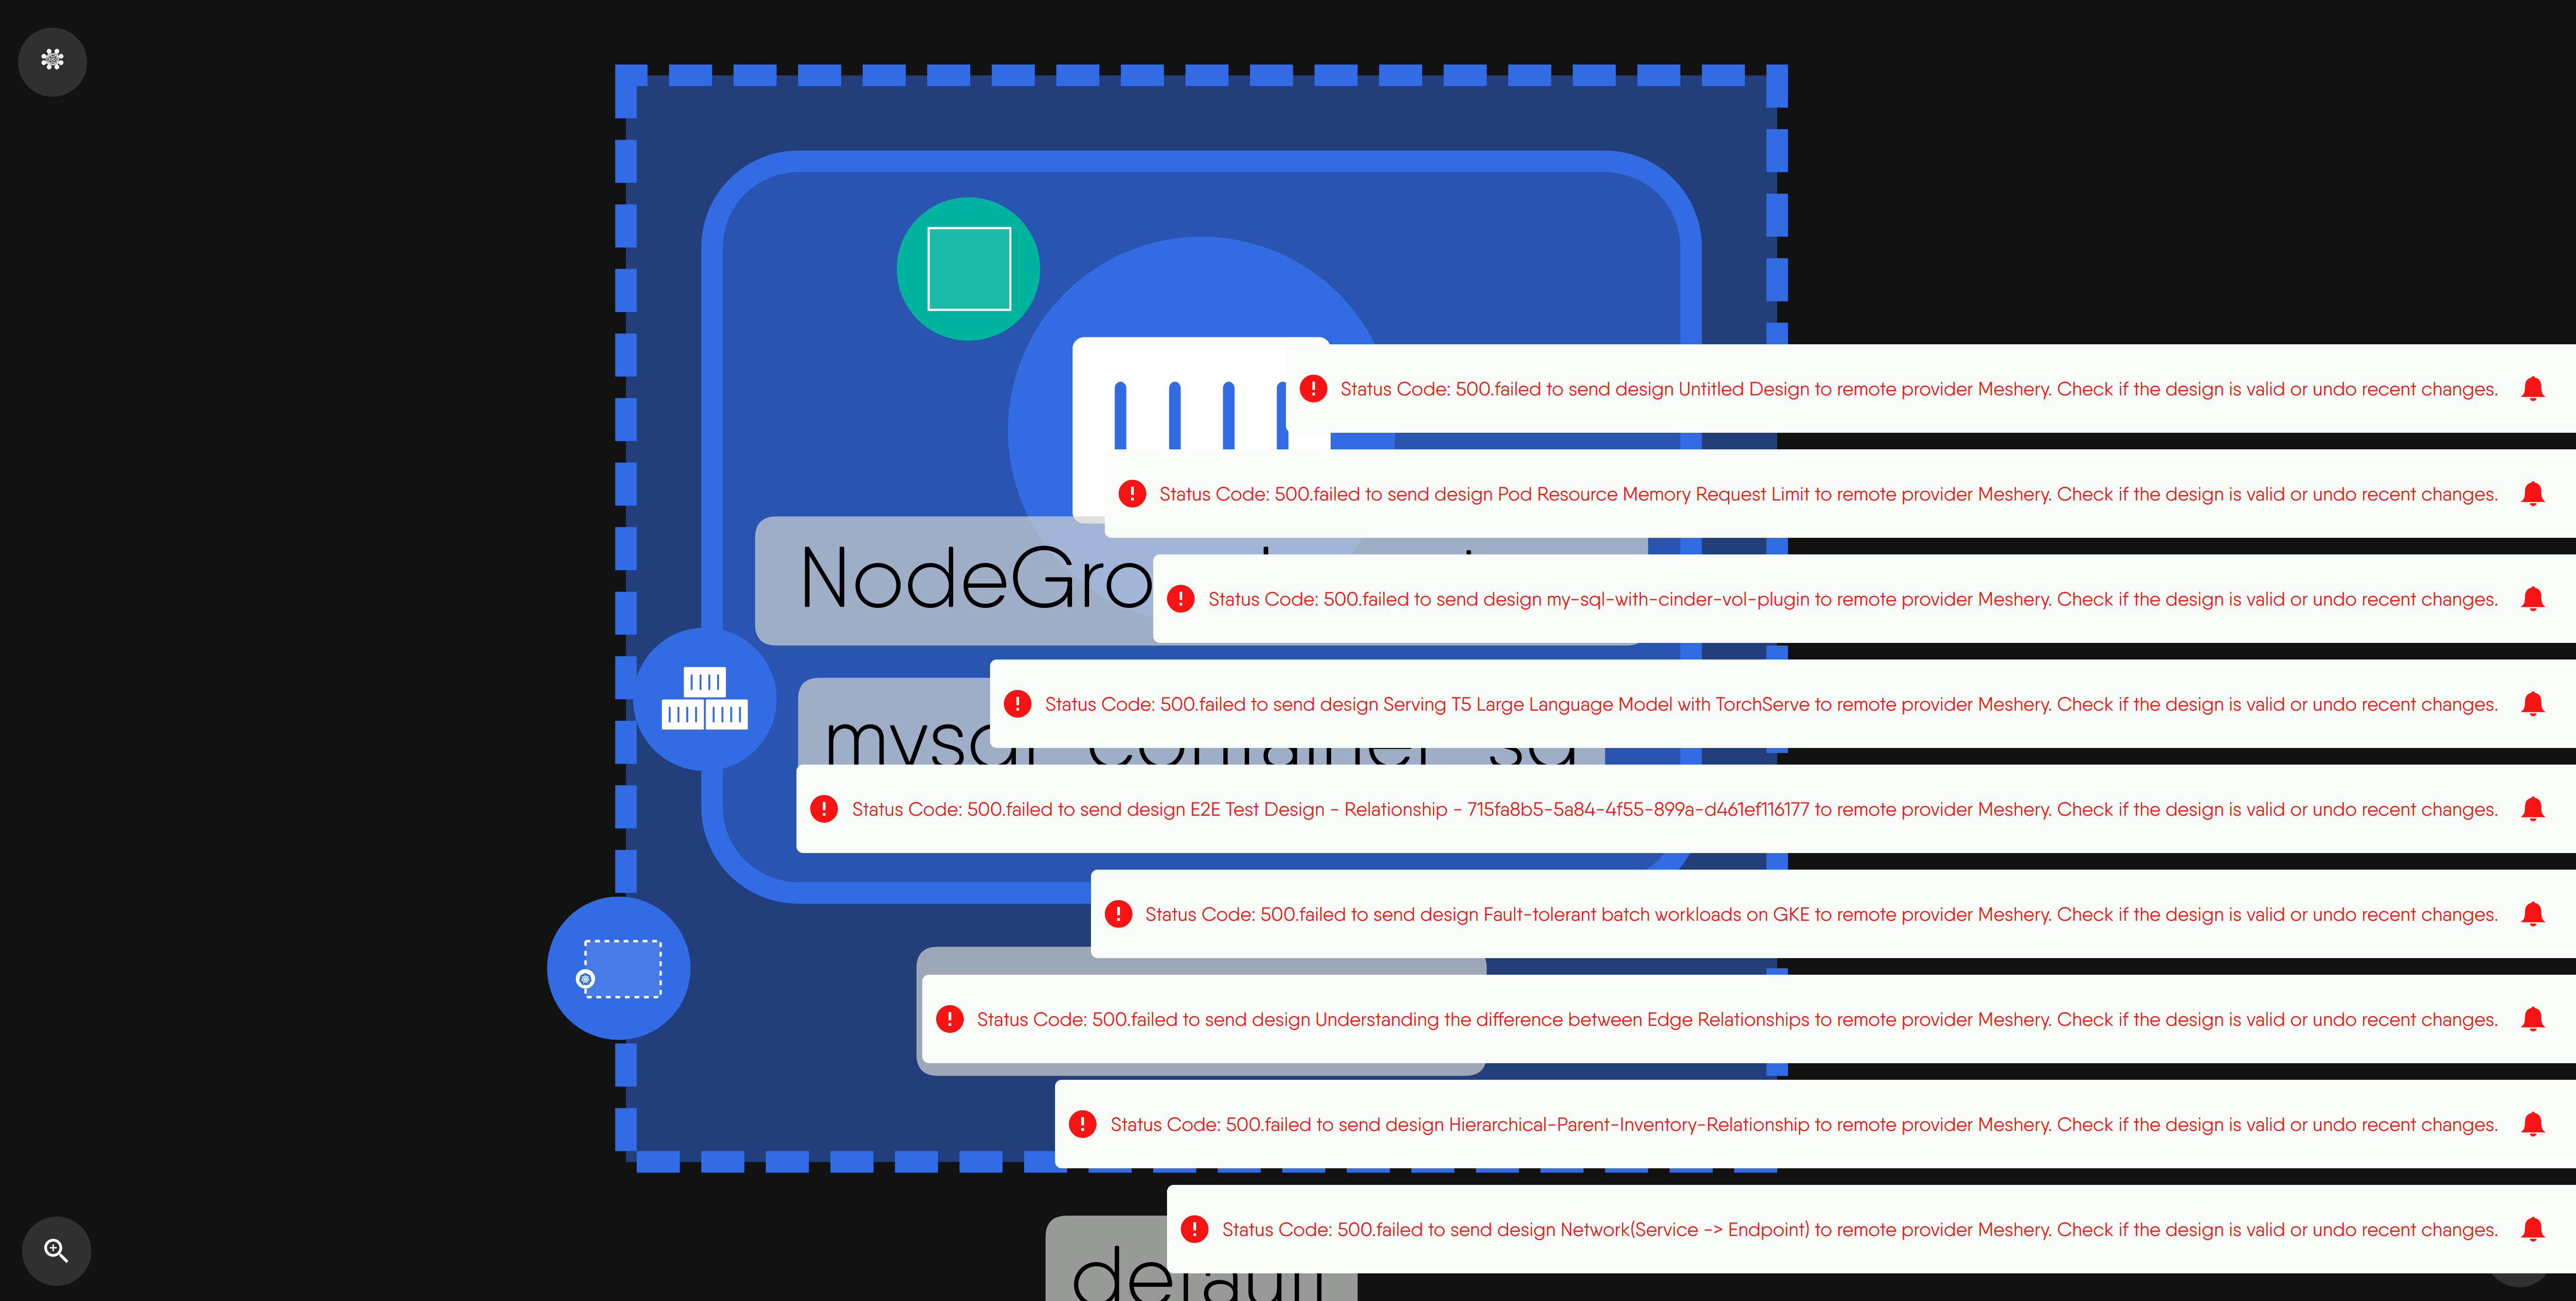 Status Code: 500.failed to send design Untitled Design to remote provider Meshery. Check if the design is valid or undo recent changes.
Status Code: 500.failed to send design Pod Resource Memory Request Limit to remote provider Meshery. Check if the design is valid or undo recent changes.
Status Code: 500.failed to send design my-sql-with-cinder-vol-plugin to remote provider Meshery. Check if the design is valid or undo recent changes.
Status Code: 500.failed to send design Serving T5 Large Language Model with TorchServe to remote provider Meshery. Check if the design is valid or undo recent changes.
Status Code: 500.failed to send design E2E Test Design - Relationship - 715fa8b5-5a84-4f55-899a-d461ef116177 to remote provider Meshery. Check if the design is valid or undo recent changes.
Status Code: 500.failed to send design Fault-tolerant batch workloads on GKE to remote provider Meshery. Check if the design is valid or undo recent changes.
Status Code: 500.failed to send design Understanding the difference between Edge Relationships to remote provider Meshery. Check if the design is valid or undo recent changes.
Status Code: 500.failed to send design Hierarchical-Parent-Inventory-Relationship to remote provider Meshery. Check if the design is valid or undo recent changes.
Status Code: 500.failed to send design Network(Service -> Endpoint) to remote provider Meshery. Check if the design is valid or undo recent changes.
default